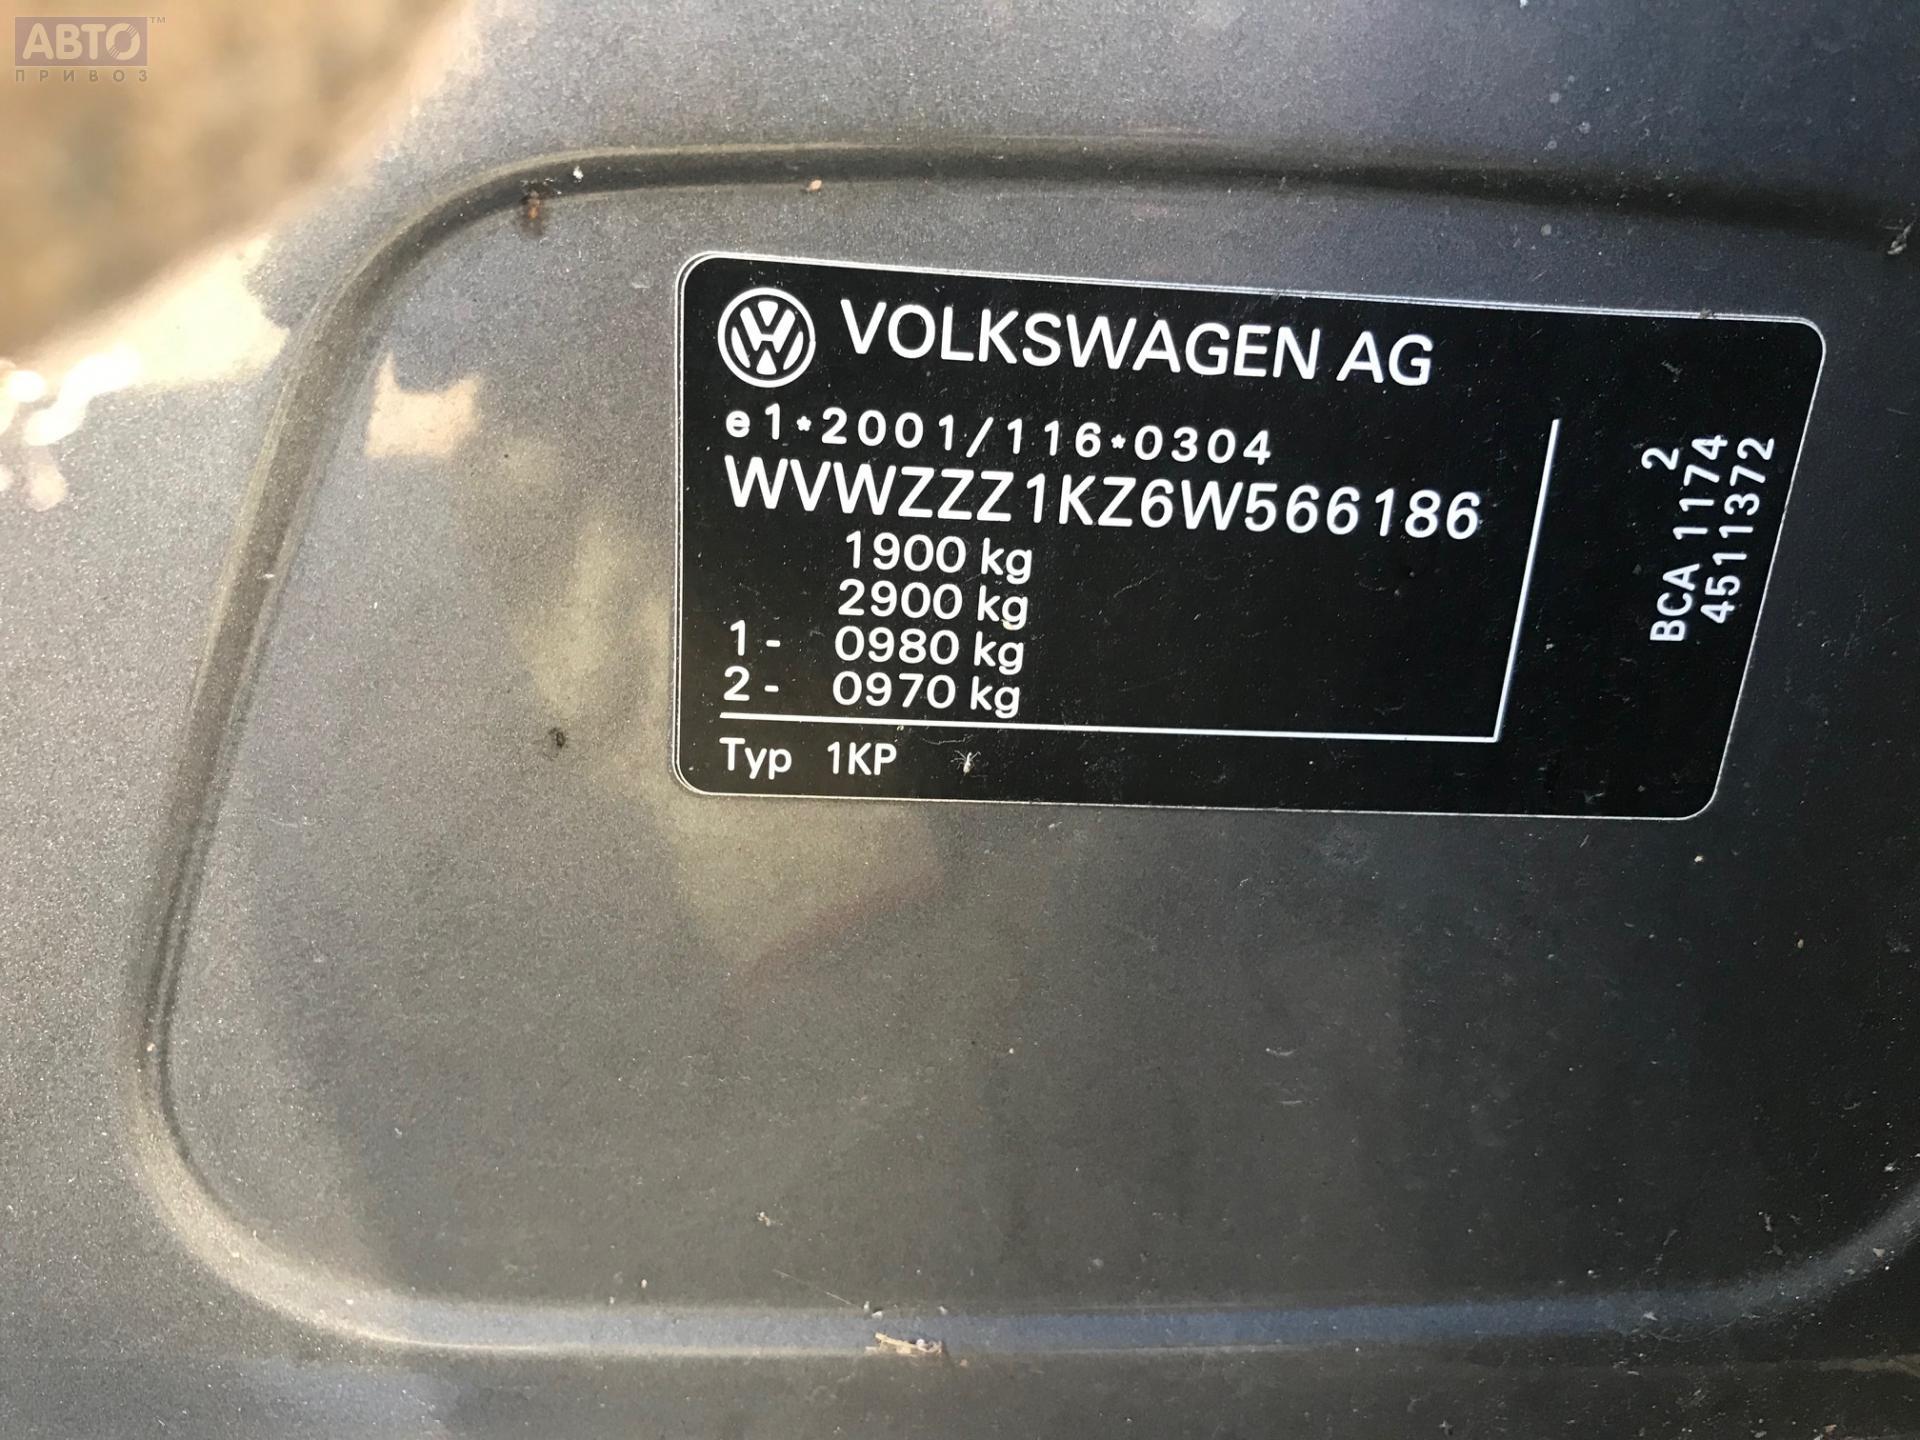 АВТО™
ПРИВОЗ
VOLKSWAGEN AG
e1*2001/116*0304
WVWZZZ1KZ6W566186
1900 kg
2900 kg
1- 0980 kg
2- 0970 kg
Typ 1KP
BCA 1174 2
4511372